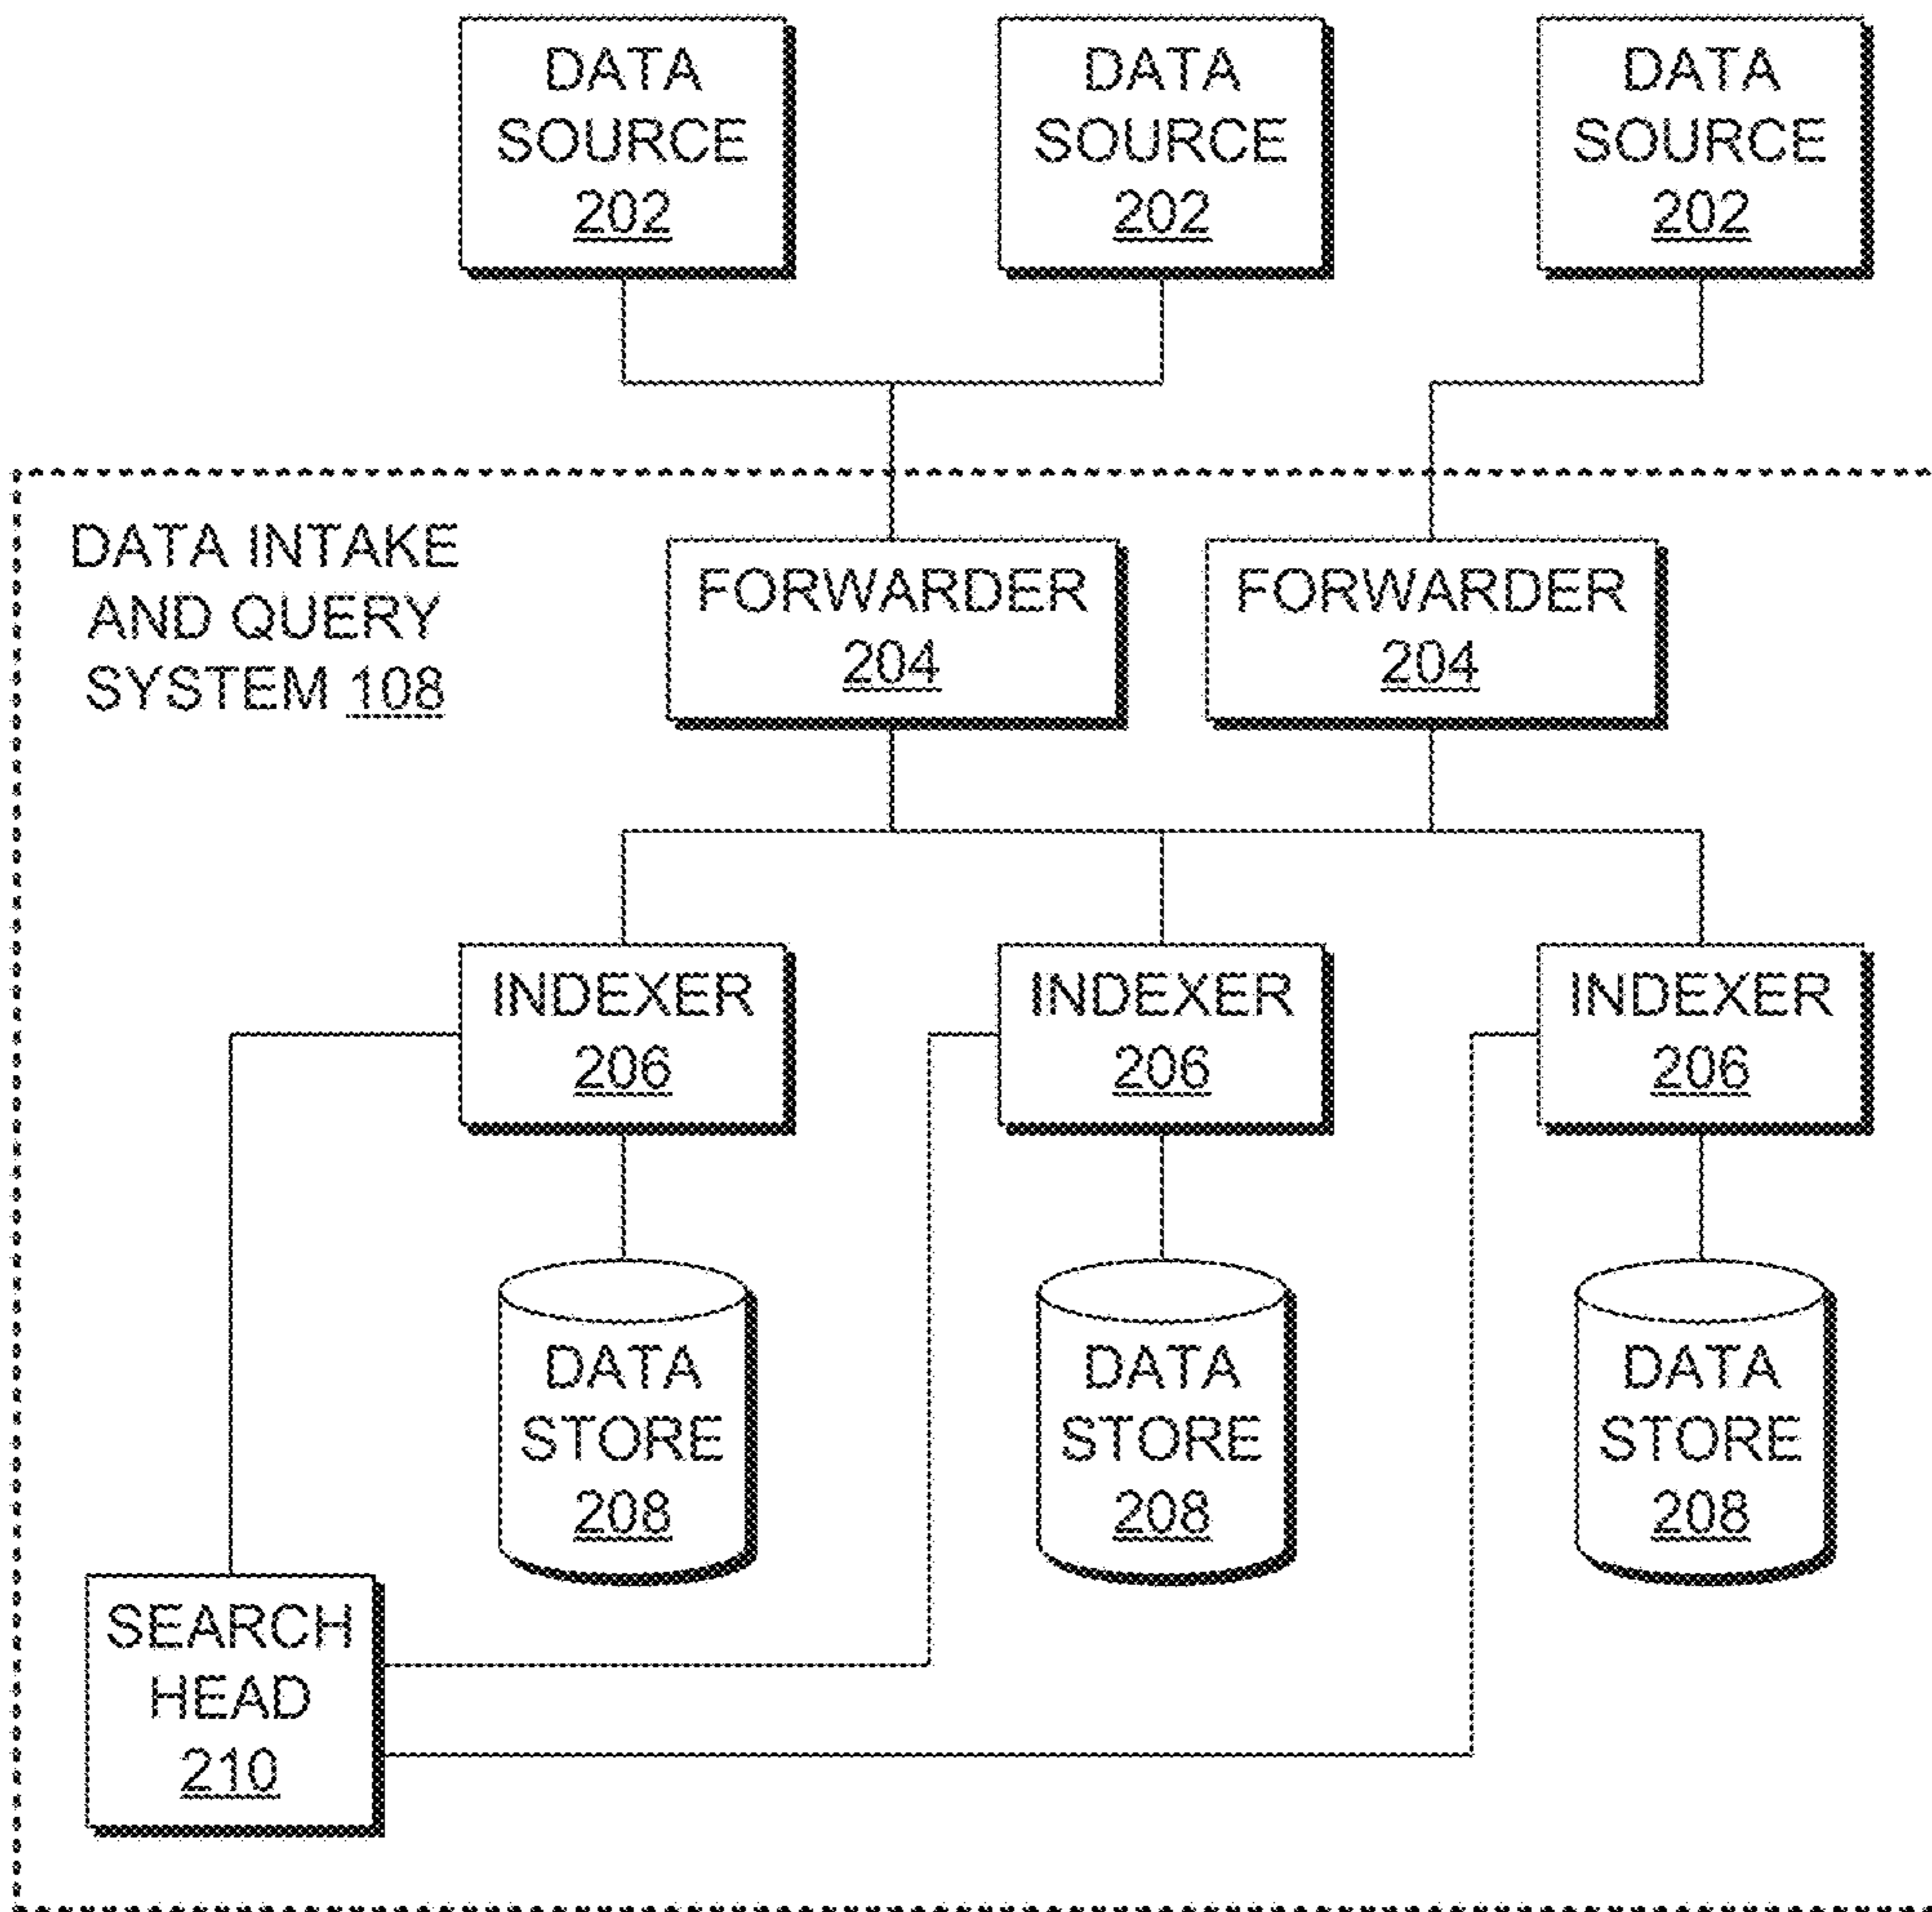 DATA
SOURCE
202
DATA
SOURCE
202
DATA
SOURCE
202
DATA INTAKE
AND QUERY
SYSTEM 108
FORWARDER
204
FORWARDER
204
INDEXER
206
INDEXER
206
INDEXER
206
DATA
STORE
208
DATA
STORE
208
DATA
STORE
208
SEARCH
HEAD
210